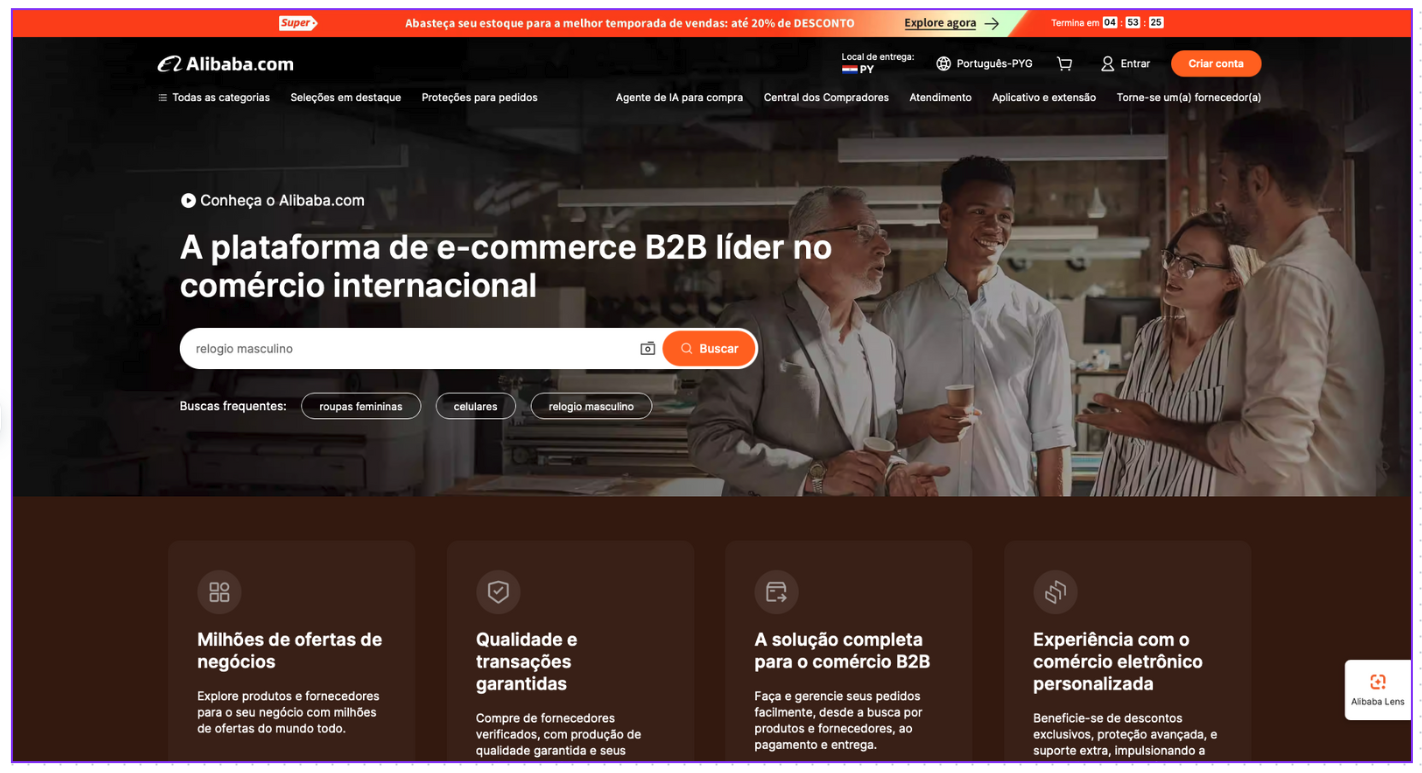 Super
Abasteça seu estoque para a melhor temporada de vendas: até 20% de DESCONTO
Explore agora
Termina em 04 : 53 : 25
Alibaba.com
Local de entrega:
PY
Português-PYG
Entrar
Criar conta
Todas as categorias
Seleções em destaque
Proteções para pedidos
Agente de IA para compra
Central dos Compradores
Atendimento
Aplicativo e extensão
Torne-se um(a) fornecedor(a)
Conheça o Alibaba.com
A plataforma de e-commerce B2B líder no
comércio internacional
relogio masculino
Buscar
Buscas frequentes:
roupas femininas
celulares
relogio masculino
Milhões de ofertas de
negócios
Explore produtos e fornecedores
para o seu negócio com milhões
de ofertas do mundo todo.
Qualidade e
transações
garantidas
Compre de fornecedores
verificados, com produção de
qualidade garantida e seus
A solução completa
para o comércio B2B
Faça e gerencie seus pedidos
facilmente, desde a busca por
produtos e fornecedores, ao
pagamento e entrega.
Experiência com o
comércio eletrônico
personalizada
Beneficie-se de descontos
exclusivos, proteção avançada, e
suporte extra, impulsionando a
Alibaba Lens